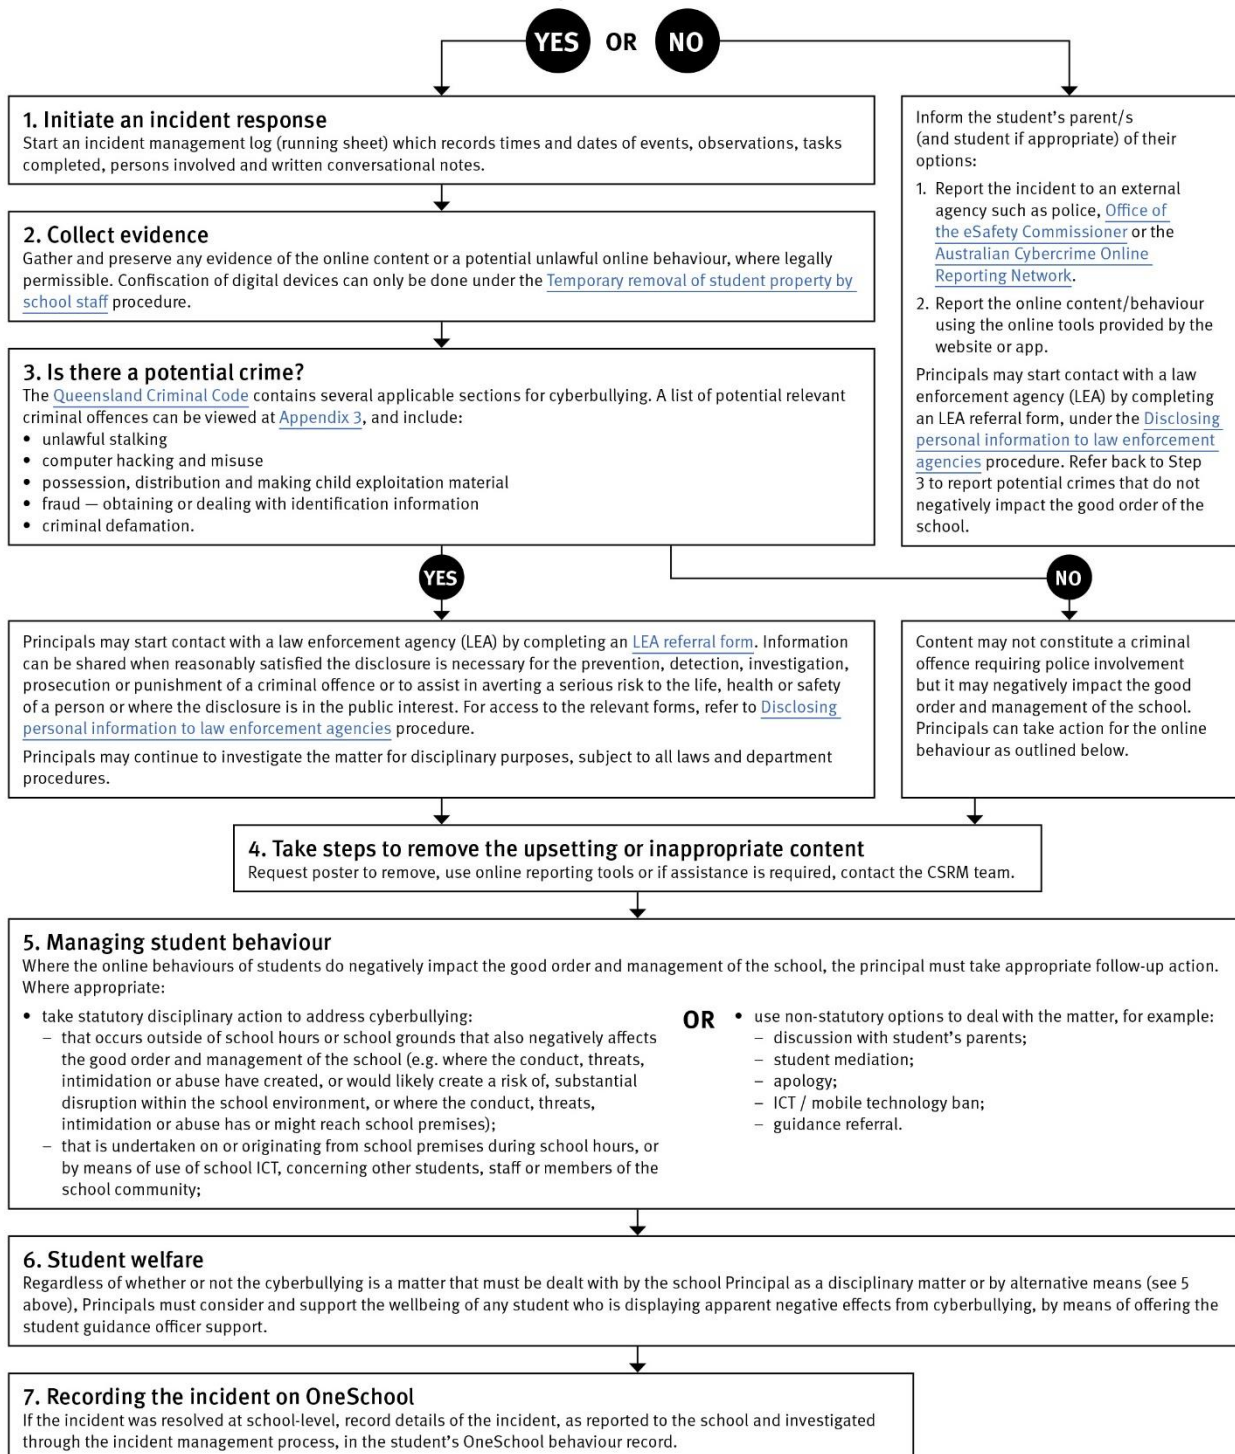 YES OR NO
1. Initiate an incident response
Start an incident management log (running sheet) which records times and dates of events, observations, tasks
completed, persons involved and written conversational notes.
2. Collect evidence
Gather and preserve any evidence of the online content or a potential unlawful online behaviour, where legally
permissible. Confiscation of digital devices can only be done under the Temporary removal of student property by
school staff procedure.
3. Is there a potential crime?
The Queensland Criminal Code contains several applicable sections for cyberbullying. A list of potential relevant
criminal offences can be viewed at Appendix 3, and include:
• unlawful stalking
• computer hacking and misuse
• possession, distribution and making child exploitation material
• fraud — obtaining or dealing with identification information
• criminal defamation.
Inform the student's parent/s
(and student if appropriate) of their
options:
1. Report the incident to an external
agency such as police, Office of
the eSafety Commissioner or the
Australian Cybercrime Online
Reporting Network.
2. Report the online content/behaviour
using the online tools provided by the
website or app.
Principals may start contact with a law
enforcement agency (LEA) by completing
an LEA referral form, under the Disclosing
personal information to law enforcement
agencies procedure. Refer back to Step
3 to report potential crimes that do not
negatively impact the good order of the
school.
YES
NO
Principals may start contact with a law enforcement agency (LEA) by completing an LEA referral form. Information
can be shared when reasonably satisfied the disclosure is necessary for the prevention, detection, investigation,
prosecution or punishment of a criminal offence or to assist in averting a serious risk to the life, health or safety
of a person or where the disclosure is in the public interest. For access to the relevant forms, refer to Disclosing
personal information to law enforcement agencies procedure.
Principals may continue to investigate the matter for disciplinary purposes, subject to all laws and department
procedures.
Content may not constitute a criminal
offence requiring police involvement
but it may negatively impact the good
order and management of the school.
Principals can take action for the online
behaviour as outlined below.
4. Take steps to remove the upsetting or inappropriate content
Request poster to remove, use online reporting tools or if assistance is required, contact the CSRM team.
5. Managing student behaviour
Where the online behaviours of students do negatively impact the good order and management of the school, the principal must take appropriate follow-up action.
Where appropriate:
• take statutory disciplinary action to address cyberbullying:
– that occurs outside of school hours or school grounds that also negatively affects
the good order and management of the school (e.g. where the conduct, threats,
intimidation or abuse have created, or would likely create a risk of, substantial
disruption within the school environment, or where the conduct, threats,
intimidation or abuse has or might reach school premises);
– that is undertaken on or originating from school premises during school hours, or
by means of use of school ICT, concerning other students, staff or members of the
school community;
OR
• use non-statutory options to deal with the matter, for example:
– discussion with student's parents;
– student mediation;
– apology;
– ICT / mobile technology ban;
– guidance referral.
6. Student welfare
Regardless of whether or not the cyberbullying is a matter that must be dealt with by the school Principal as a disciplinary matter or by alternative means (see 5
above), Principals must consider and support the wellbeing of any student who is displaying apparent negative effects from cyberbullying, by means of offering the
student guidance officer support.
7. Recording the incident on OneSchool
If the incident was resolved at school-level, record details of the incident, as reported to the school and investigated
through the incident management process, in the student's OneSchool behaviour record.